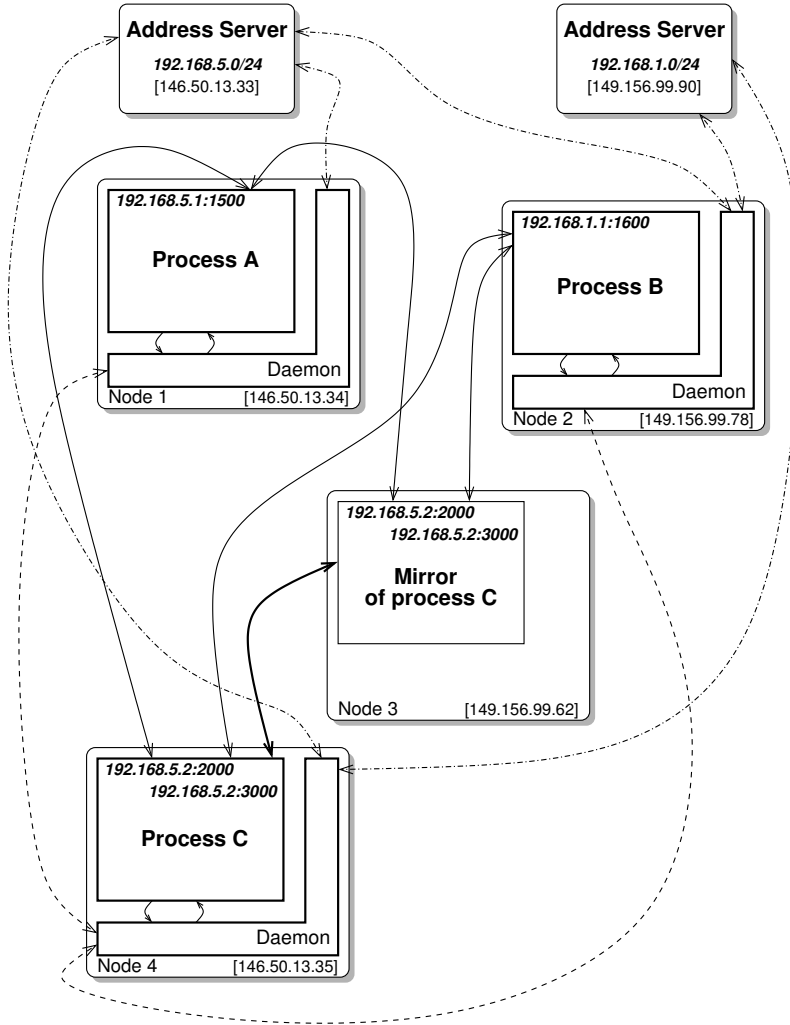 Address Server
192.168.5.0/24
[146.50.13.33]
Address Server
192.168.1.0/24
[149.156.99.90]
192.168.5.1:1500
Process A
Daemon
Node 1
[146.50.13.34]
192.168.1.1:1600
Process B
Daemon
Node 2
[149.156.99.78]
192.168.5.2:2000
192.168.5.2:3000
Mirror
of process C
Node 3
[149.156.99.62]
192.168.5.2:2000
192.168.5.2:3000
Process C
Daemon
Node 4
[146.50.13.35]